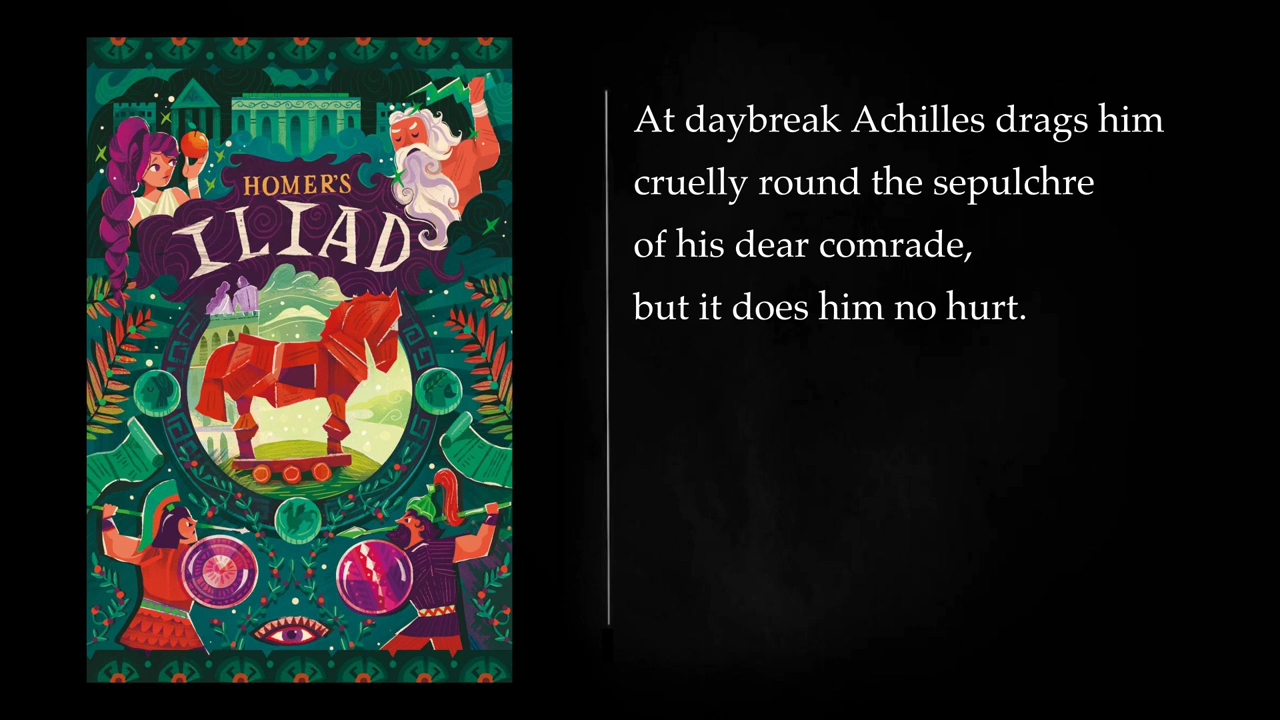 HOMER'S
ILIAD
At daybreak Achilles drags him
cruelly round the sepulchre
of his dear comrade,
but it does him no hurt.